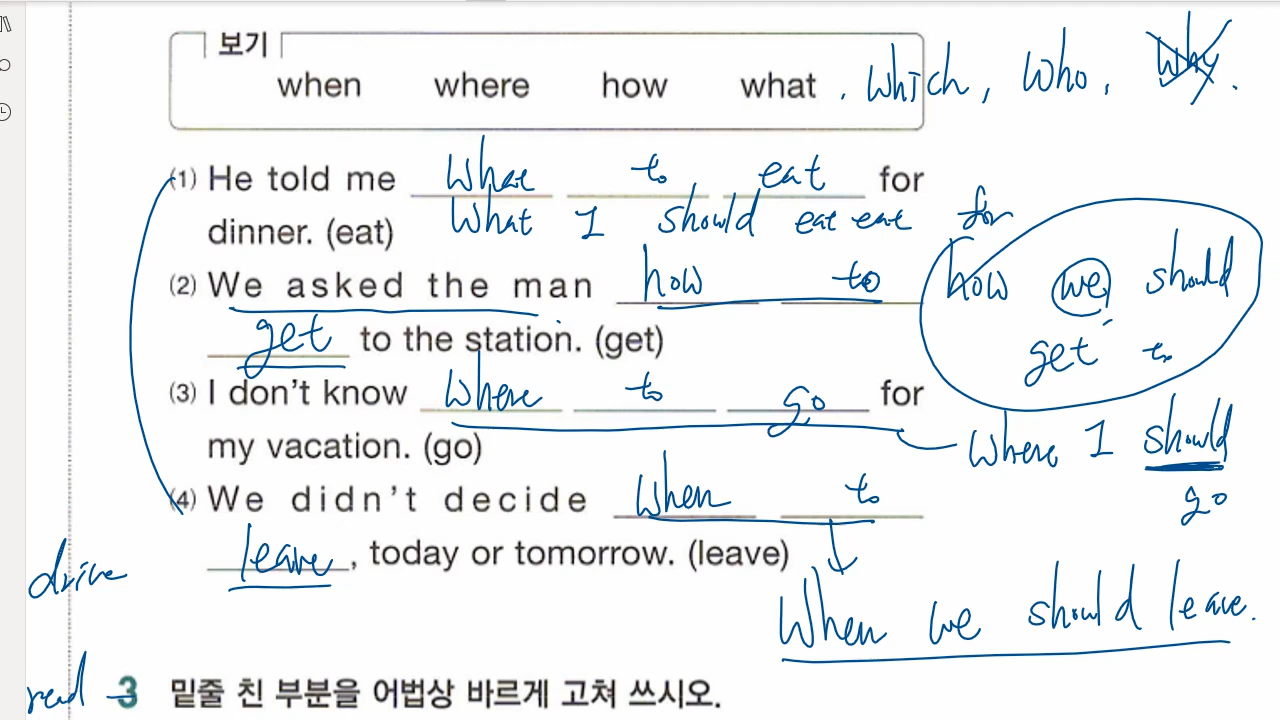 보기
when where how what . which, who, why.
(1) He told me what to eat for
dinner. (eat) what I should eat eat for
(2) We asked the man how to how we should
get to the station. (get) get to
(3) I don't know where to go for
my vacation. (go) where I should
go
(4) We didn't decide when to
leave, today or tomorrow. (leave)
drive
when we should leave.
read 3 밑줄 친 부분을 어법상 바르게 고쳐 쓰시오.